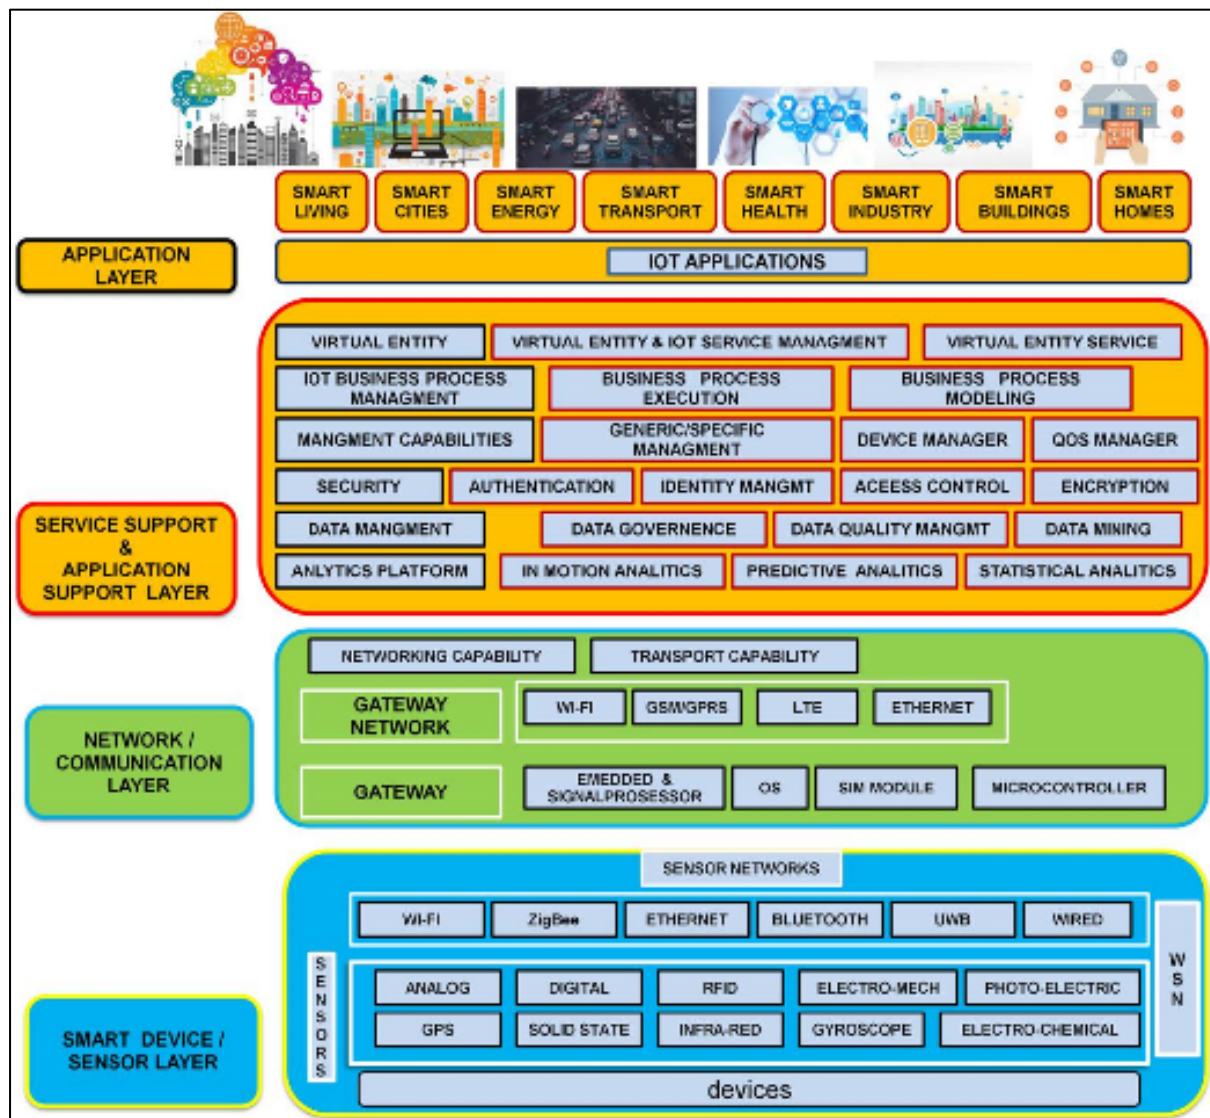 SMART
LIVING
SMART
CITIES
SMART
ENERGY
SMART
TRANSPORT
SMART
HEALTH
SMART
INDUSTRY
SMART
BUILDINGS
SMART
HOMES
APPLICATION
LAYER
IOT APPLICATIONS
VIRTUAL ENTITY
VIRTUAL ENTITY & IOT SERVICE MANAGMENT
VIRTUAL ENTITY SERVICE
IOT BUSINESS PROCESS
MANAGMENT
BUSINESS PROCESS
EXECUTION
BUSINESS PROCESS
MODELING
MANGMENT CAPABILITIES
GENERIC/SPECIFIC
MANAGMENT
DEVICE MANAGER
QOS MANAGER
SECURITY
AUTHENTICATION
IDENTITY MANGMT
ACEESS CONTROL
ENCRYPTION
SERVICE SUPPORT
&
APPLICATION
SUPPORT LAYER
DATA MANGMENT
DATA GOVERNENCE
DATA QUALITY MANGMT
DATA MINING
ANLYTICS PLATFORM
IN MOTION ANALITICS
PREDICTIVE ANALITICS
STATISTICAL ANALITICS
NETWORKING CAPABILITY
TRANSPORT CAPABILITY
GATEWAY
NETWORK
WI-FI
GSM/GPRS
LTE
ETHERNET
NETWORK /
COMMUNICATION
LAYER
GATEWAY
EMEDDED &
SIGNALPROSESSOR
OS
SIM MODULE
MICROCONTROLLER
SENSOR NETWORKS
WI-FI
ZigBee
ETHERNET
BLUETOOTH
UWB
WIRED
SENSORS
WSN
ANALOG
DIGITAL
RFID
ELECTRO-MECH
PHOTO-ELECTRIC
GPS
SOLID STATE
INFRA-RED
GYROSCOPE
ELECTRO-CHEMICAL
SMART DEVICE /
SENSOR LAYER
devices